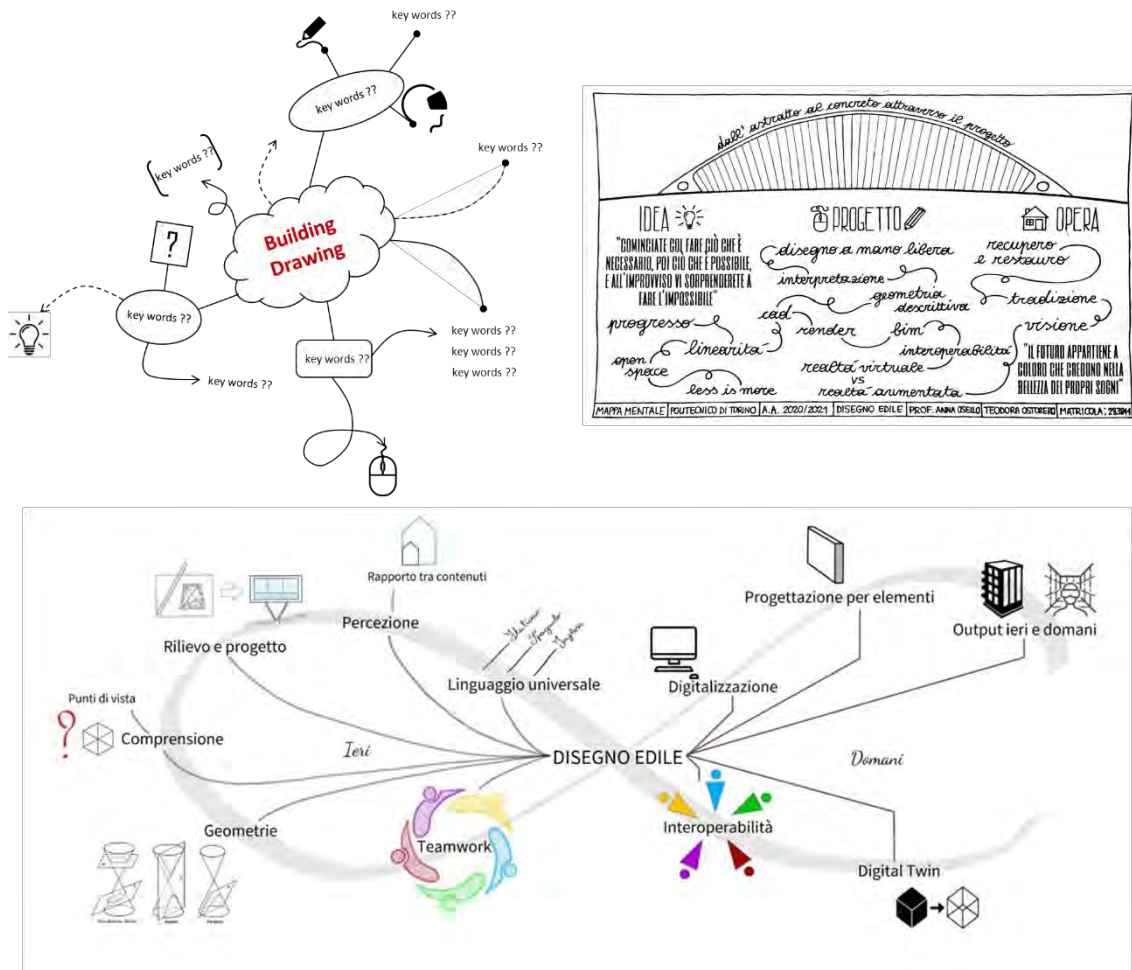 key words ??
key words ??
key words ??
key words ??
Building
Drawing
?
key words ??
key words ??
key words ??
key words ??
key words ??
key words ??
key words ??
dall'astratto al concreto attraverso il progetto
IDEA
"COMINCIATE COL FARE CIÒ CHE È
NECESSARIO, POI CIÒ CHE È POSSIBILE,
E ALL'IMPROVVISO VI SORPRENDERETE A
FARE L'IMPOSSIBILE"
progresso
linearità
open
space
less is more
PROGETTO
disegno a mano libera
interpretazione
geometria
descrittiva
cad
render
bim
interoperabilità
realtà virtuale
vs
realtà aumentata
OPERA
recupero
e restauro
tradizione
visione
"IL FUTURO APPARTIENE A
COLORO CHE CREDONO NELLA
BELLEZZA DEI PROPRI SOGNI"
MAPPA MENTALE POLITECNICO DI TORINO A.A. 2020/2021 DISEGNO EDILE PROF. ANNA OSELLO TEODORA OSTORERO MATRICOLA:
Rapporto tra contenuti
Percezione
Rilievo e progetto
Linguaggio universale
Punti di vista
?
Comprensione
Ieri
Geometrie
Teamwork
DISEGNO EDILE
Digitalizzazione
Progettazione per elementi
Output ieri e domani
Domani
Interoperabilità
Digital Twin